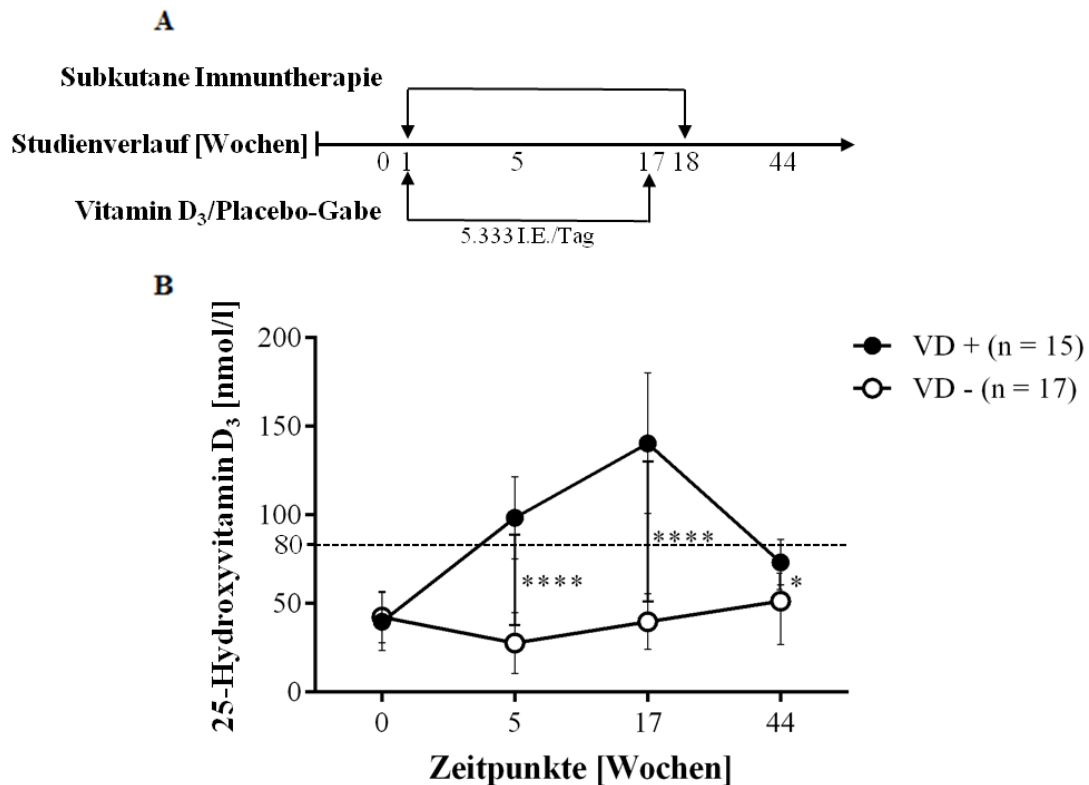 A
Subkutane Immuntherapie
Studienverlauf [Wochen]
0 1 5 17 18 44
Vitamin D₃/Placebo-Gabe
5.333 I.E./Tag
B
25-Hydroxyvitamin D₃ [nmol/l]
200
150
100
80
50
0
****
****
*
VD + (n = 15)
VD - (n = 17)
0 5 17 44
Zeitpunkte [Wochen]